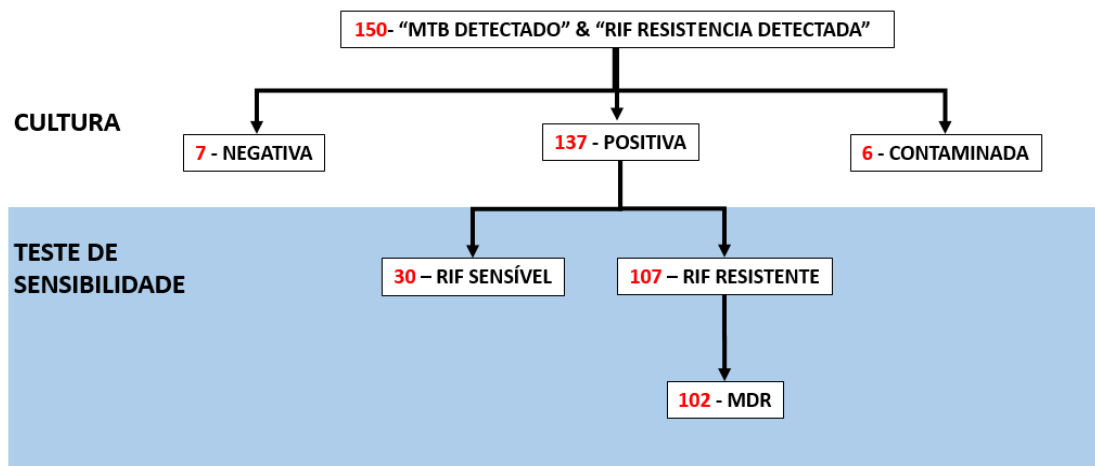 150- “MTB DETECTADO” & “RIF RESISTENCIA DETECTADA”
CULTURA
7 - NEGATIVA
137 - POSITIVA
6 - CONTAMINADA
TESTE DE
SENSIBILIDADE
30 – RIF SENSÍVEL
107 – RIF RESISTENTE
102 - MDR